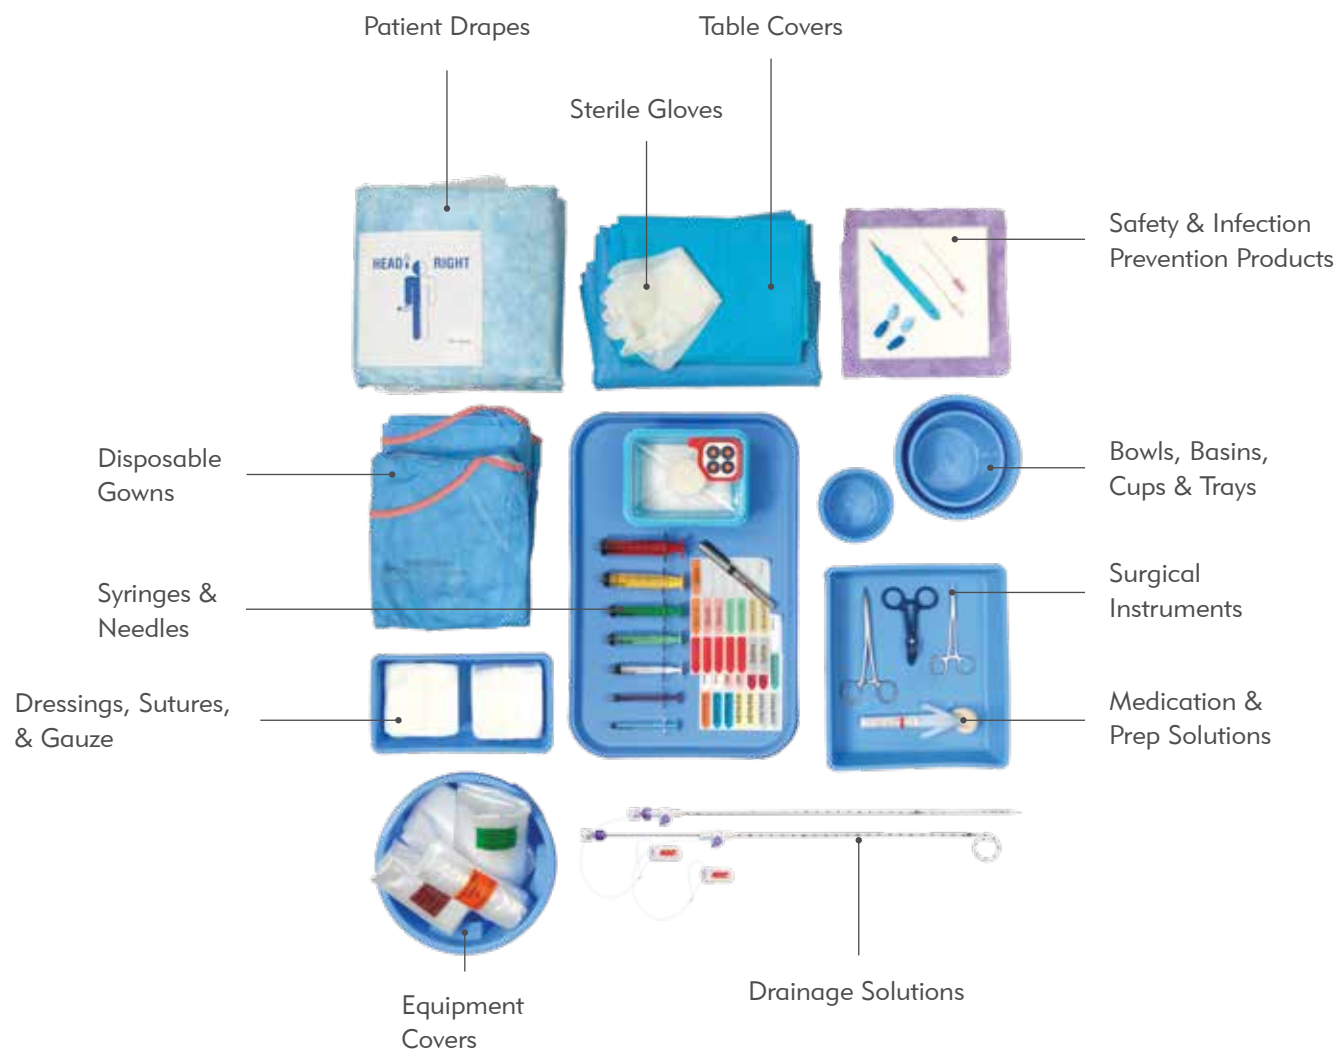 Patient Drapes
Table Covers
Sterile Gloves
HEAD RIGHT
Safety & Infection
Prevention Products
Disposable
Gowns
Bowls, Basins,
Cups & Trays
Syringes &
Needles
Surgical
Instruments
Dressings, Sutures,
& Gauze
Medication &
Prep Solutions
Equipment
Covers
Drainage Solutions